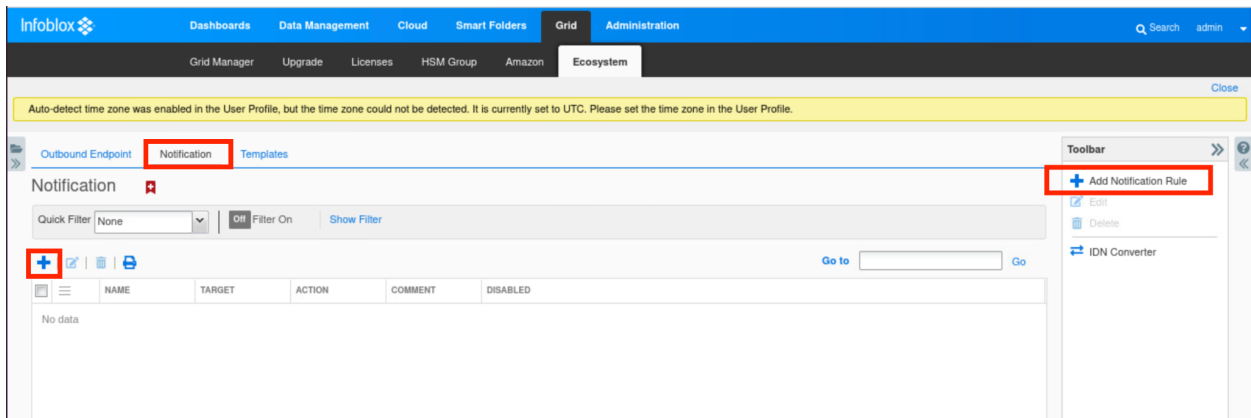 Infoblox Dashboards Data Management Cloud Smart Folders Grid Administration Search admin
Grid Manager Upgrade Licenses HSM Group Amazon Ecosystem
Close
Auto-detect time zone was enabled in the User Profile, but the time zone could not be detected. It is currently set to UTC. Please set the time zone in the User Profile.
Outbound Endpoint Notification Templates
Notification
Quick Filter None Off Filter On Show Filter
Go to Go
NAME TARGET ACTION COMMENT DISABLED
No data
Toolbar
Add Notification Rule
Edit
Delete
IDN Converter